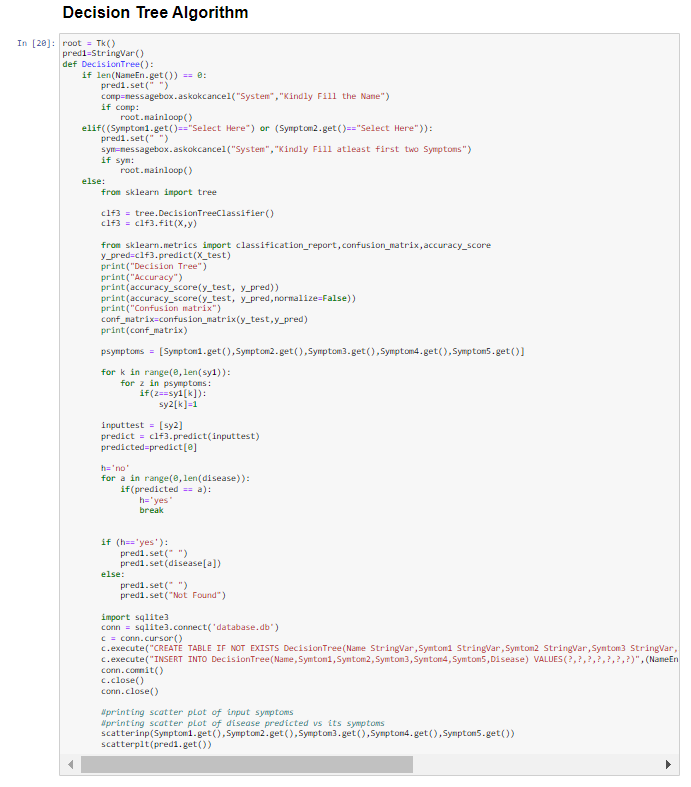 Decision Tree Algorithm
In [20]: root = Tk()
pred1=StringVar()
def DecisionTree():
    if len(NameEn.get()) == 0:
        pred1.set(" ")
        comp=messagebox.askokcancel("System","Kindly Fill the Name")
        if comp:
            root.mainloop()
    elif((Symptom1.get()=="Select Here") or (Symptom2.get()=="Select Here")):
        pred1.set(" ")
        sym=messagebox.askokcancel("System","Kindly Fill atleast first two Symptoms")
        if sym:
            root.mainloop()
    else:
        from sklearn import tree
        clf3 = tree.DecisionTreeClassifier()
        clf3 = clf3.fit(X,y)
        from sklearn.metrics import classification_report,confusion_matrix,accuracy_score
        y_pred=clf3.predict(X_test)
        print("Decision Tree")
        print("Accuracy")
        print(accuracy_score(y_test, y_pred))
        print(accuracy_score(y_test, y_pred,normalize=False))
        print("Confusion matrix")
        conf_matrix=confusion_matrix(y_test,y_pred)
        print(conf_matrix)
        psymptoms = [Symptom1.get(),Symptom2.get(),Symptom3.get(),Symptom4.get(),Symptom5.get()]
        for k in range(0,len(sy1)):
            for z in psymptoms:
                if(z==sy1[k]):
                    sy2[k]=1
        inputtest = [sy2]
        predict = clf3.predict(inputtest)
        predicted=predict[0]
        h='no'
        for a in range(0,len(disease)):
            if(predicted == a):
                h='yes'
                break
        if (h=='yes'):
            pred1.set(" ")
            pred1.set(disease[a])
        else:
            pred1.set(" ")
            pred1.set("Not Found")
        import sqlite3
        conn = sqlite3.connect('database.db')
        c = conn.cursor()
        c.execute("CREATE TABLE IF NOT EXISTS DecisionTree(Name StringVar,Symtom1 StringVar,Symtom2 StringVar,Symtom3 StringVar,
        c.execute("INSERT INTO DecisionTree(Name,Symtom1,Symtom2,Symtom3,Symtom4,Symtom5,Disease) VALUES(?,?,?,?,?,?,?)",(NameEn
        conn.commit()
        c.close()
        conn.close()
        #printing scatter plot of input symptoms
        #printing scatter plot of disease predicted vs its symptoms
        scatterinp(Symptom1.get(),Symptom2.get(),Symptom3.get(),Symptom4.get(),Symptom5.get())
        scatterplt(pred1.get())